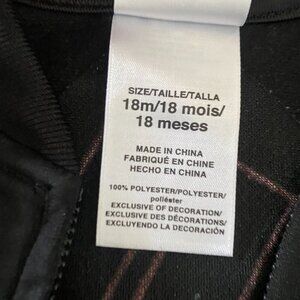 SIZE/TAILLE/TALLA
18m/18 mois/
18 meses
MADE IN CHINA
FABRIQUÉ EN CHINE
HECHO EN CHINA
100% POLYESTER/POLYESTER/
poliéster
EXCLUSIVE OF DECORATION/
EXCLUSIVE DES DÉCORATIONS/
EXCLUYENDO LA DECORACIÓN